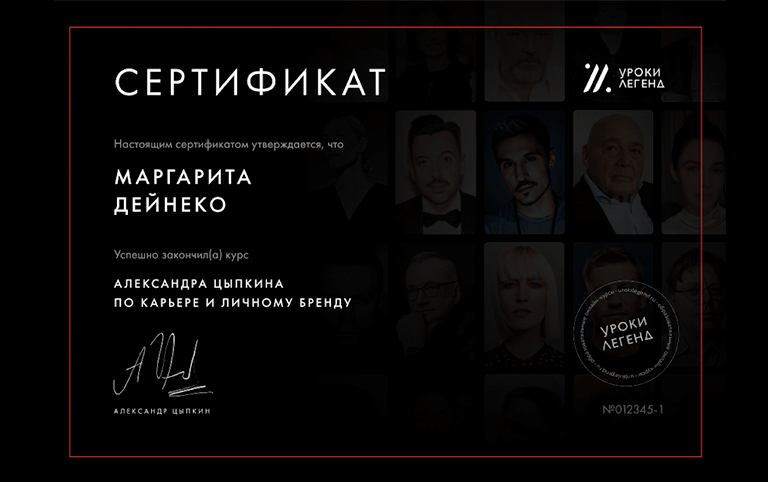 СЕРТИФИКАТ
УРОКИ
ЛЕГЕНД
Настоящим сертификатом утверждается, что
МАРГАРИТА
ДЕЙНЕКО
Успешно закончил(а) курс
АЛЕКСАНДРА ЦЫПКИНА
ПО КАРЬЕРЕ И ЛИЧНОМУ БРЕНДУ
АЛЕКСАНДР ЦЫПКИН
УРОКИ
ЛЕГЕНД
№012345-1